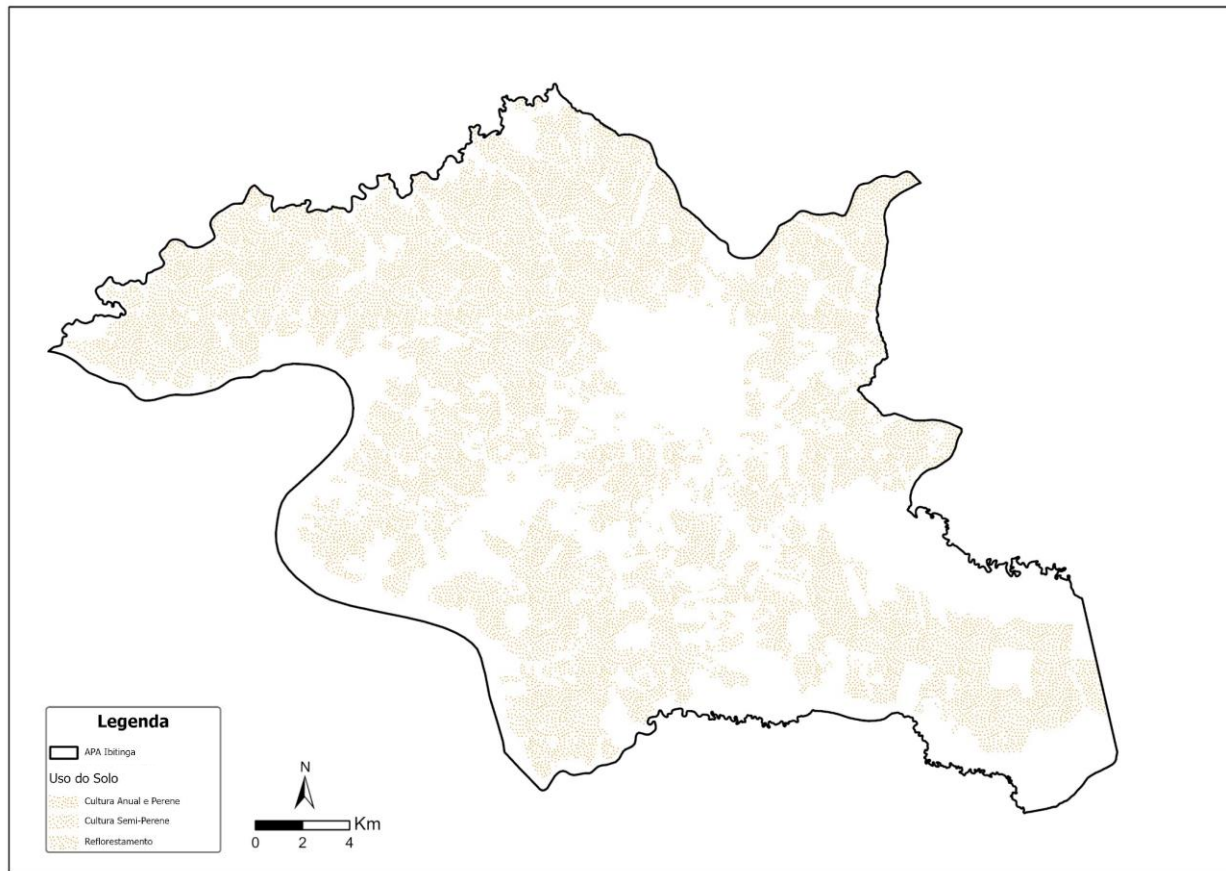 Legenda
APA Ibitinga
Uso do Solo
Cultura Anual e Perene
Cultura Semi-Perene
Reflorestamento
N
Km
0 2 4